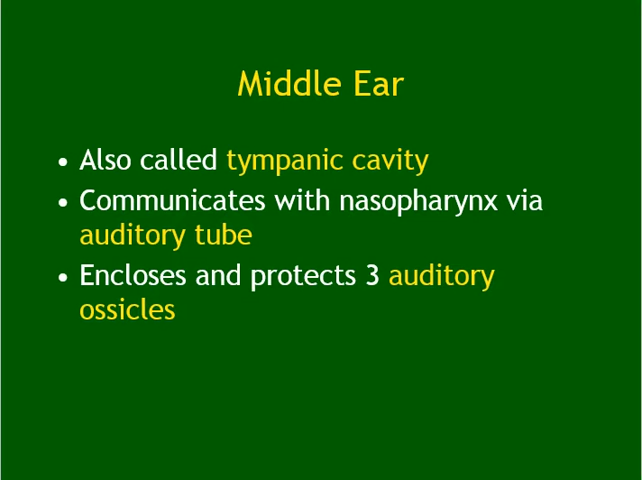 Middle Ear
• Also called tympanic cavity
• Communicates with nasopharynx via
auditory tube
• Encloses and protects 3 auditory
ossicles